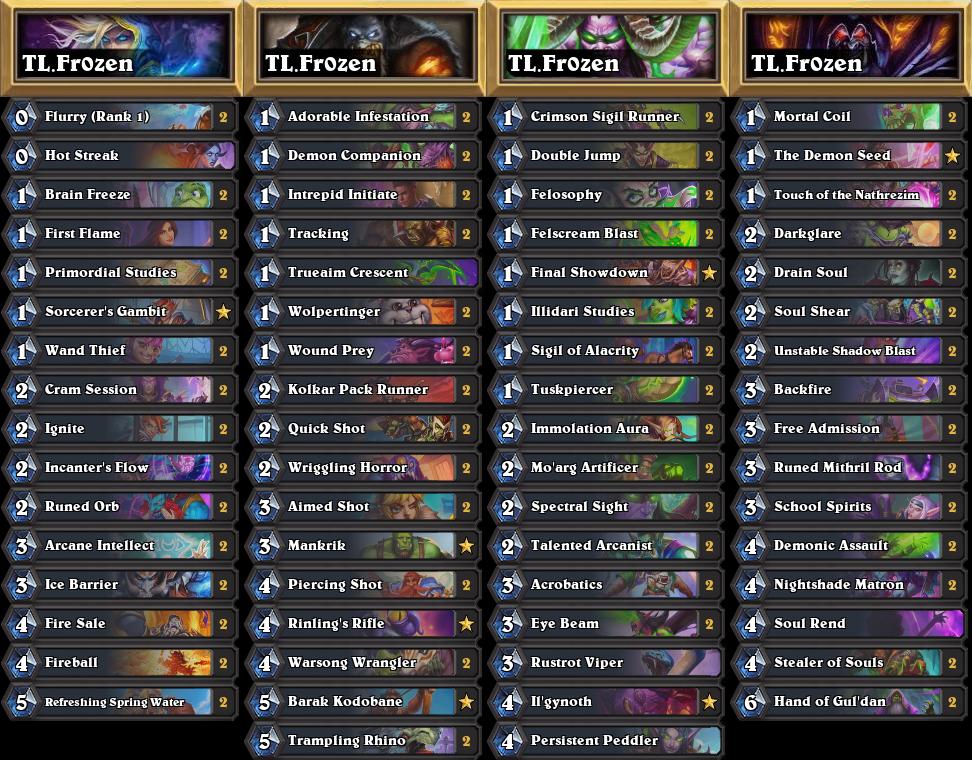 TL.Fr0zen
0 Flurry (Rank 1) 2
0 Hot Streak
1 Brain Freeze 2
1 First Flame 2
1 Primordial Studies 2
1 Sorcerer's Gambit
1 Wand Thief 2
2 Cram Session 2
2 Ignite 2
2 Incanter's Flow 2
2 Runed Orb 2
3 Arcane Intellect 2
3 Ice Barrier 2
4 Fire Sale 2
4 Fireball 2
5 Refreshing Spring Water 2
TL.Fr0zen
1 Adorable Infestation 2
1 Demon Companion 2
1 Intrepid Initiate 2
1 Tracking 2
1 Trueaim Crescent
1 Wolpertinger 2
1 Wound Prey 2
2 Kolkar Pack Runner 2
2 Quick Shot 2
2 Wriggling Horror 2
3 Aimed Shot 2
3 Mankrik
4 Piercing Shot 2
4 Rinling's Rifle
4 Warsong Wrangler 2
5 Barak Kodobane
5 Trampling Rhino 2
TL.Fr0zen
1 Crimson Sigil Runner 2
1 Double Jump 2
1 Felosophy 2
1 Felscream Blast 2
1 Final Showdown
1 Illidari Studies 2
1 Sigil of Alacrity 2
1 Tuskpiercer 2
2 Immolation Aura 2
2 Mo'arg Artificer 2
2 Spectral Sight 2
2 Talented Arcanist 2
3 Acrobatics 2
3 Eye Beam 2
3 Rustrot Viper
4 Il'gynoth
4 Persistent Peddler
TL.Fr0zen
1 Mortal Coil 2
1 The Demon Seed
1 Touch of the Nathrezim 2
2 Darkglare 2
2 Drain Soul 2
2 Soul Shear 2
2 Unstable Shadow Blast 2
3 Backfire 2
3 Free Admission 2
3 Runed Mithril Rod 2
3 School Spirits 2
4 Demonic Assault 2
4 Nightshade Matron 2
4 Soul Rend
4 Stealer of Souls 2
6 Hand of Gul'dan 2